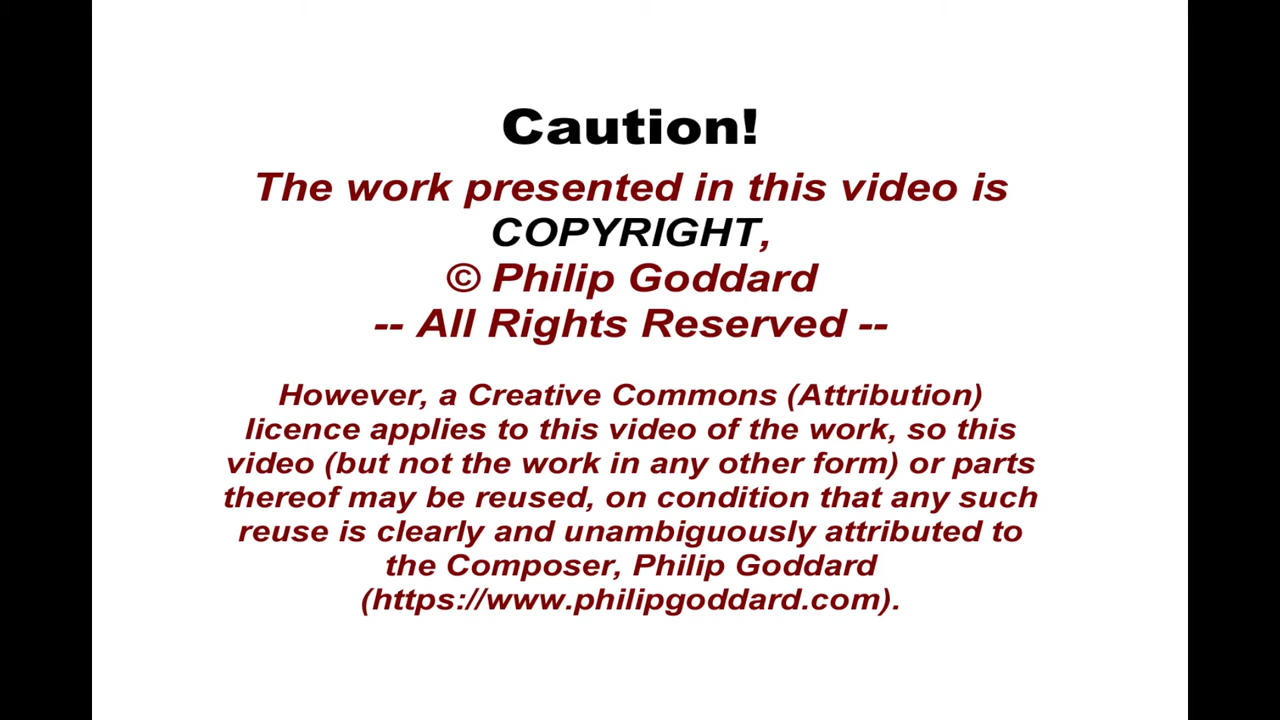 Caution!
The work presented in this video is
COPYRIGHT,
© Philip Goddard
-- All Rights Reserved --
However, a Creative Commons (Attribution)
licence applies to this video of the work, so this
video (but not the work in any other form) or parts
thereof may be reused, on condition that any such
reuse is clearly and unambiguously attributed to
the Composer, Philip Goddard
(https://www.philipgoddard.com).